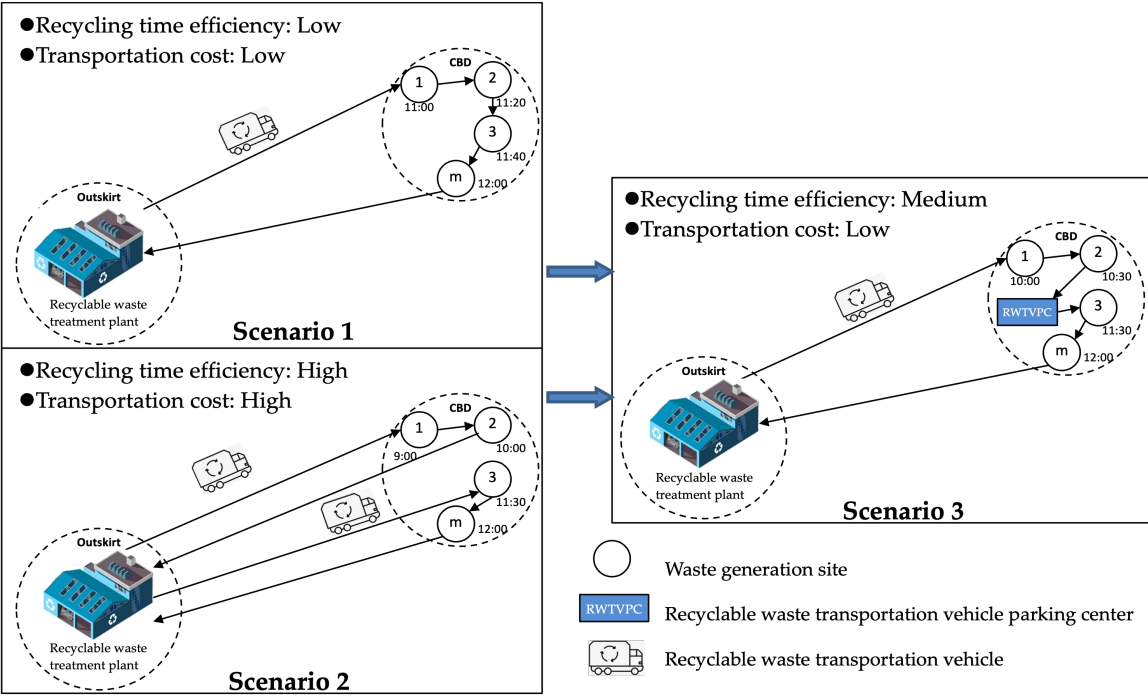 ●Recycling time efficiency: Low
●Transportation cost: Low
CBD
1
2
11:00
11:20
3
11:40
m
12:00
Outskirt
Recyclable waste
treatment plant
Scenario 1
●Recycling time efficiency: High
●Transportation cost: High
CBD
1
2
9:00
10:00
3
11:30
m
12:00
Outskirt
Recyclable waste
treatment plant
Scenario 2
●Recycling time efficiency: Medium
●Transportation cost: Low
CBD
1
2
10:00
10:30
RWTVPC
3
11:30
m
12:00
Outskirt
Recyclable waste
treatment plant
Scenario 3
Waste generation site
RWTVPC
Recyclable waste transportation vehicle parking center
Recyclable waste transportation vehicle